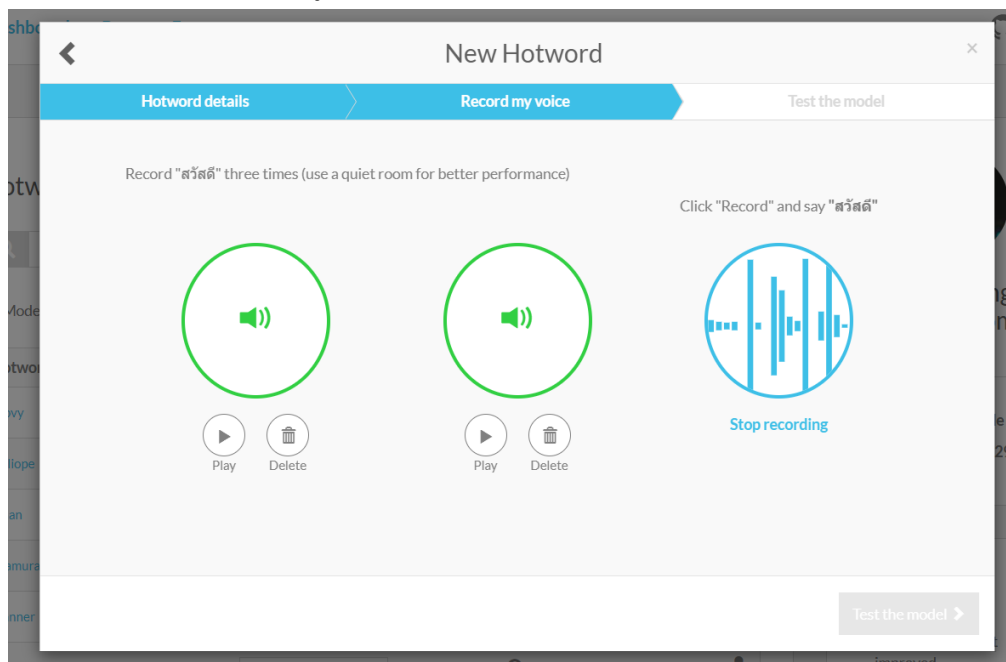 New Hotword
×
Hotword details
Record my voice
Test the model
Record "สวัสดี" three times (use a quiet room for better performance)
Click "Record" and say "สวัสดี"
Stop recording
Play
Delete
Play
Delete
Test the model
improved